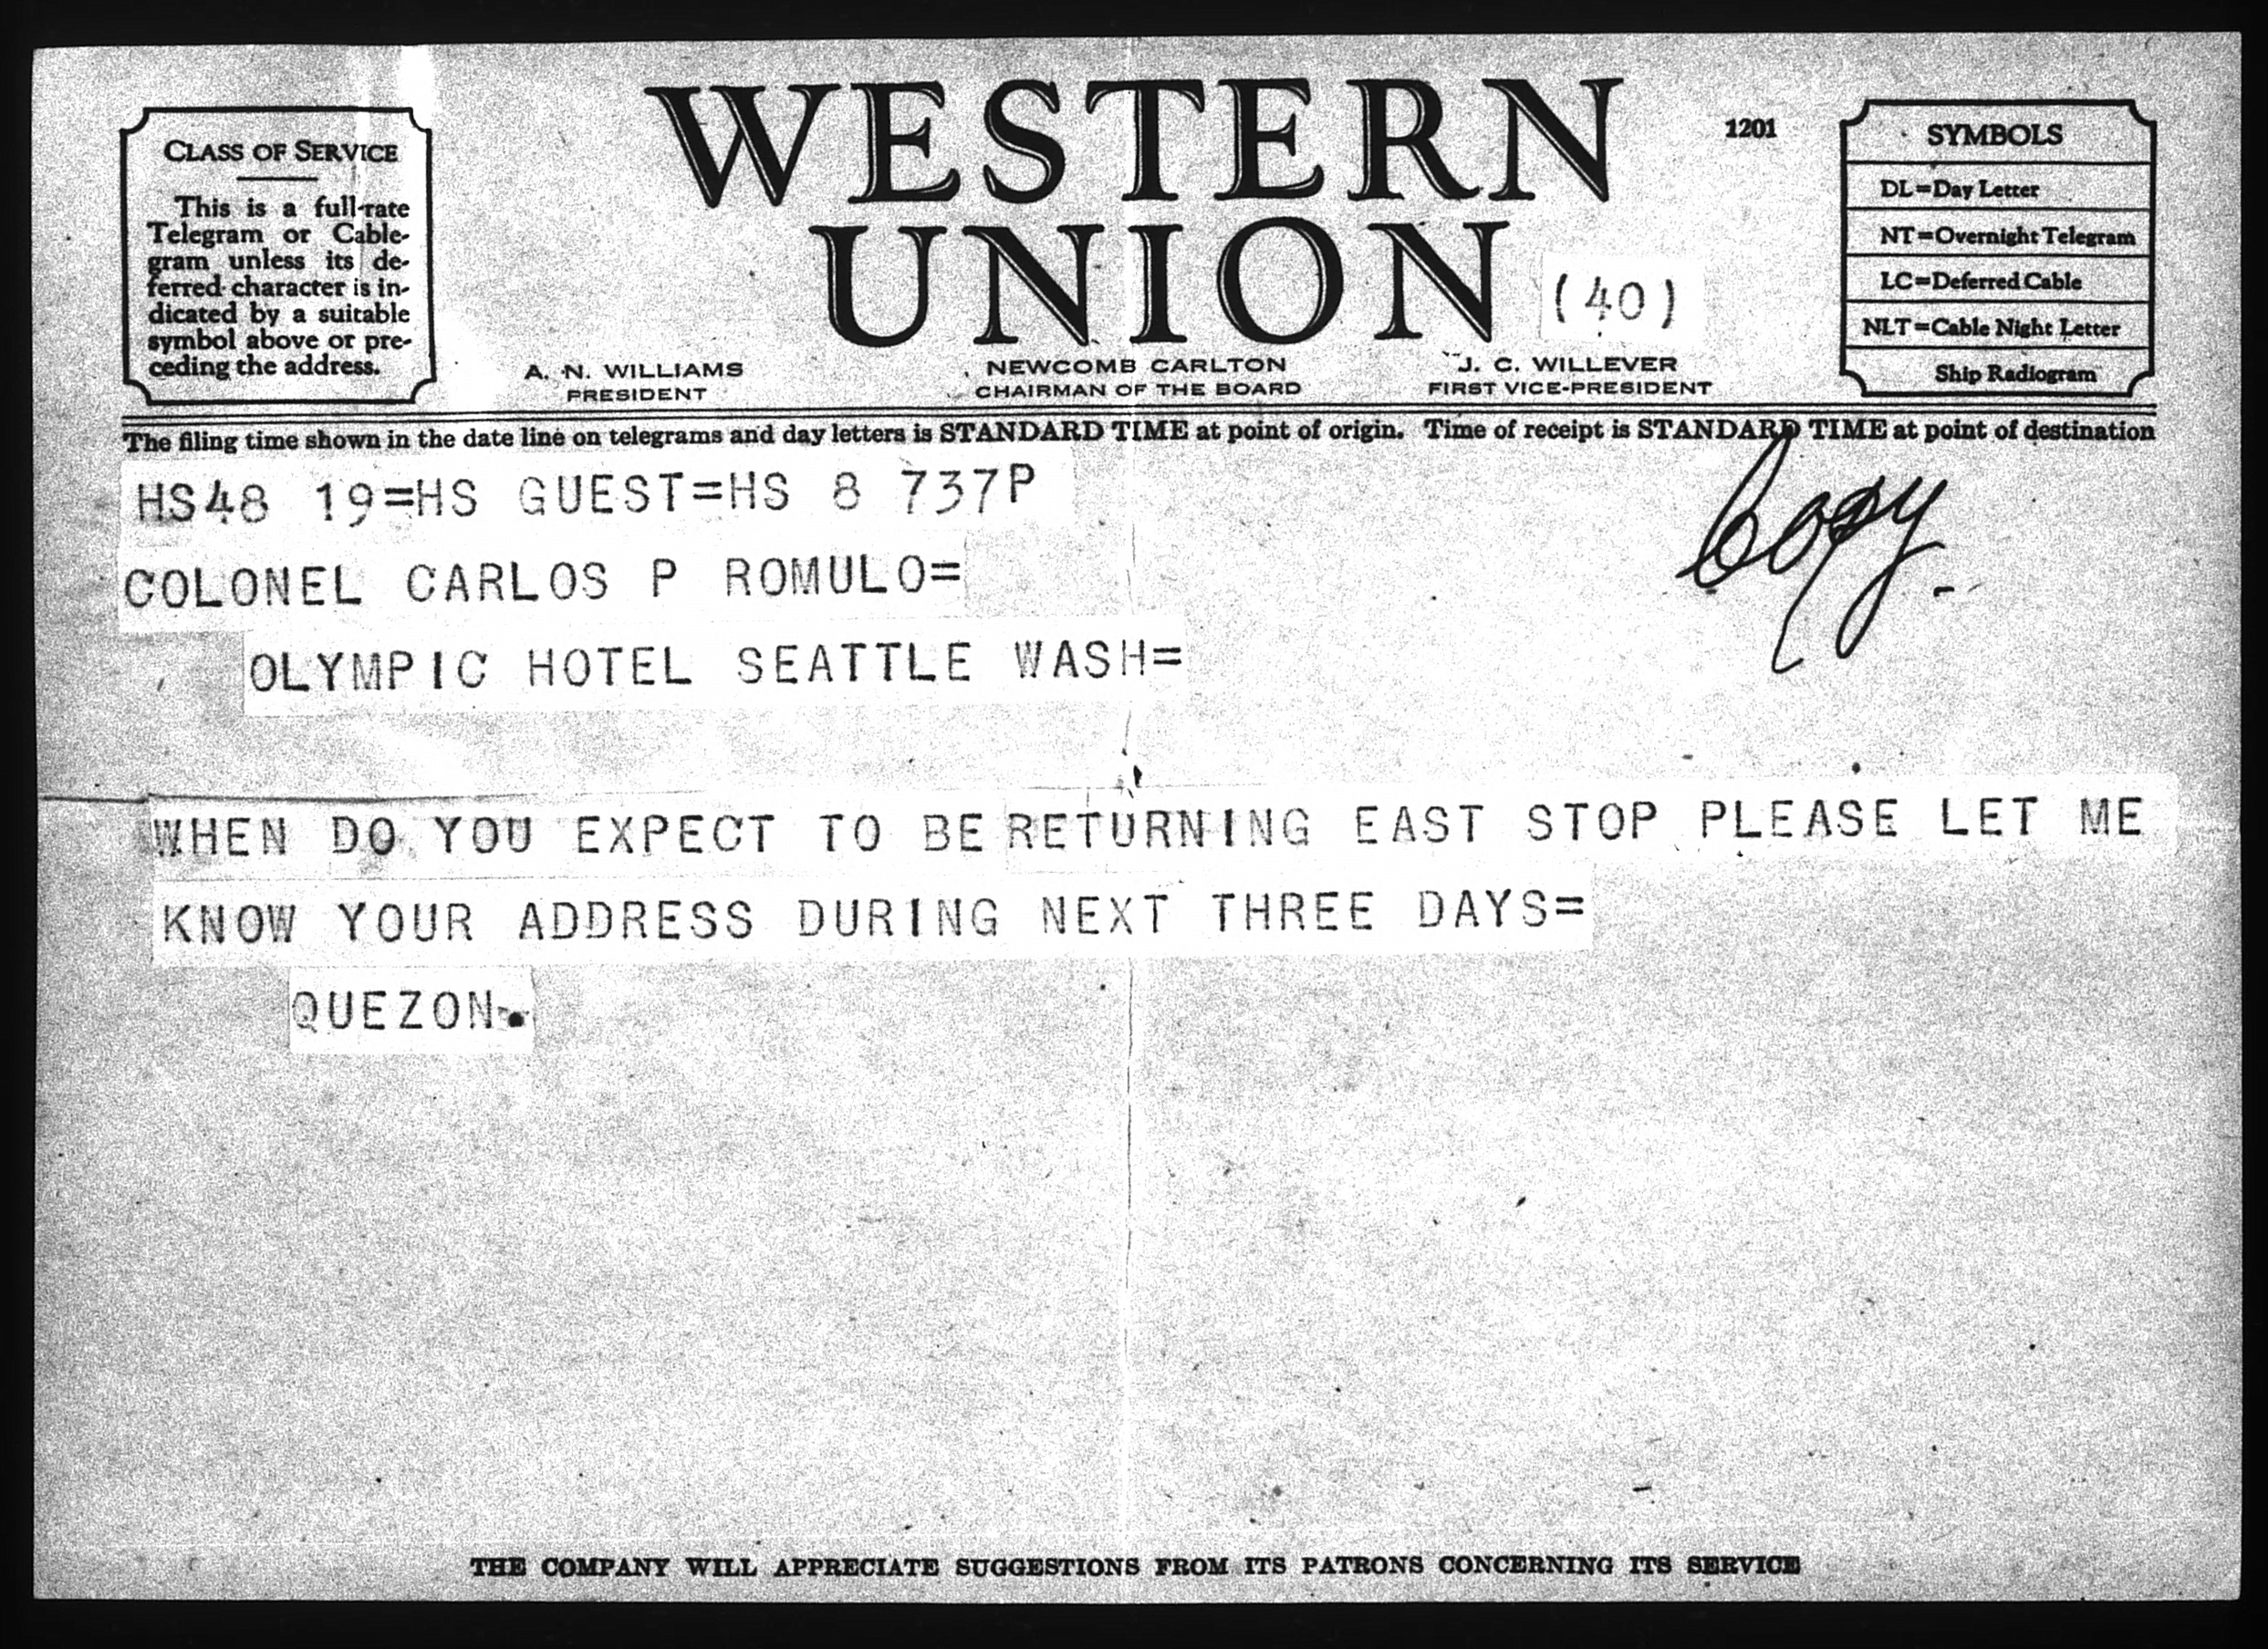 WESTERN
UNION
1201
(40)
CLASS OF SERVICE
This is a full-rate
Telegram or Cable-
gram unless its de-
ferred character is in-
dicated by a suitable
symbol above or pre-
ceding the address.
A. N. WILLIAMS
PRESIDENT
NEWCOMB CARLTON
CHAIRMAN OF THE BOARD
J. C. WILLEVER
FIRST VICE-PRESIDENT
SYMBOLS
DL=Day Letter
NT=Overnight Telegram
LC=Deferred Cable
NLT=Cable Night Letter
Ship Radiogram
The filing time shown in the date line on telegrams and day letters is STANDARD TIME at point of origin. Time of receipt is STANDARD TIME at point of destination
HS48 19=HS GUEST=HS 8 737P
Copy.
COLONEL CARLOS P ROMULO=
OLYMPIC HOTEL SEATTLE WASH=
WHEN DO YOU EXPECT TO BE RETURNING EAST STOP PLEASE LET ME
KNOW YOUR ADDRESS DURING NEXT THREE DAYS=
QUEZON.
THE COMPANY WILL APPRECIATE SUGGESTIONS FROM ITS PATRONS CONCERNING ITS SERVICE